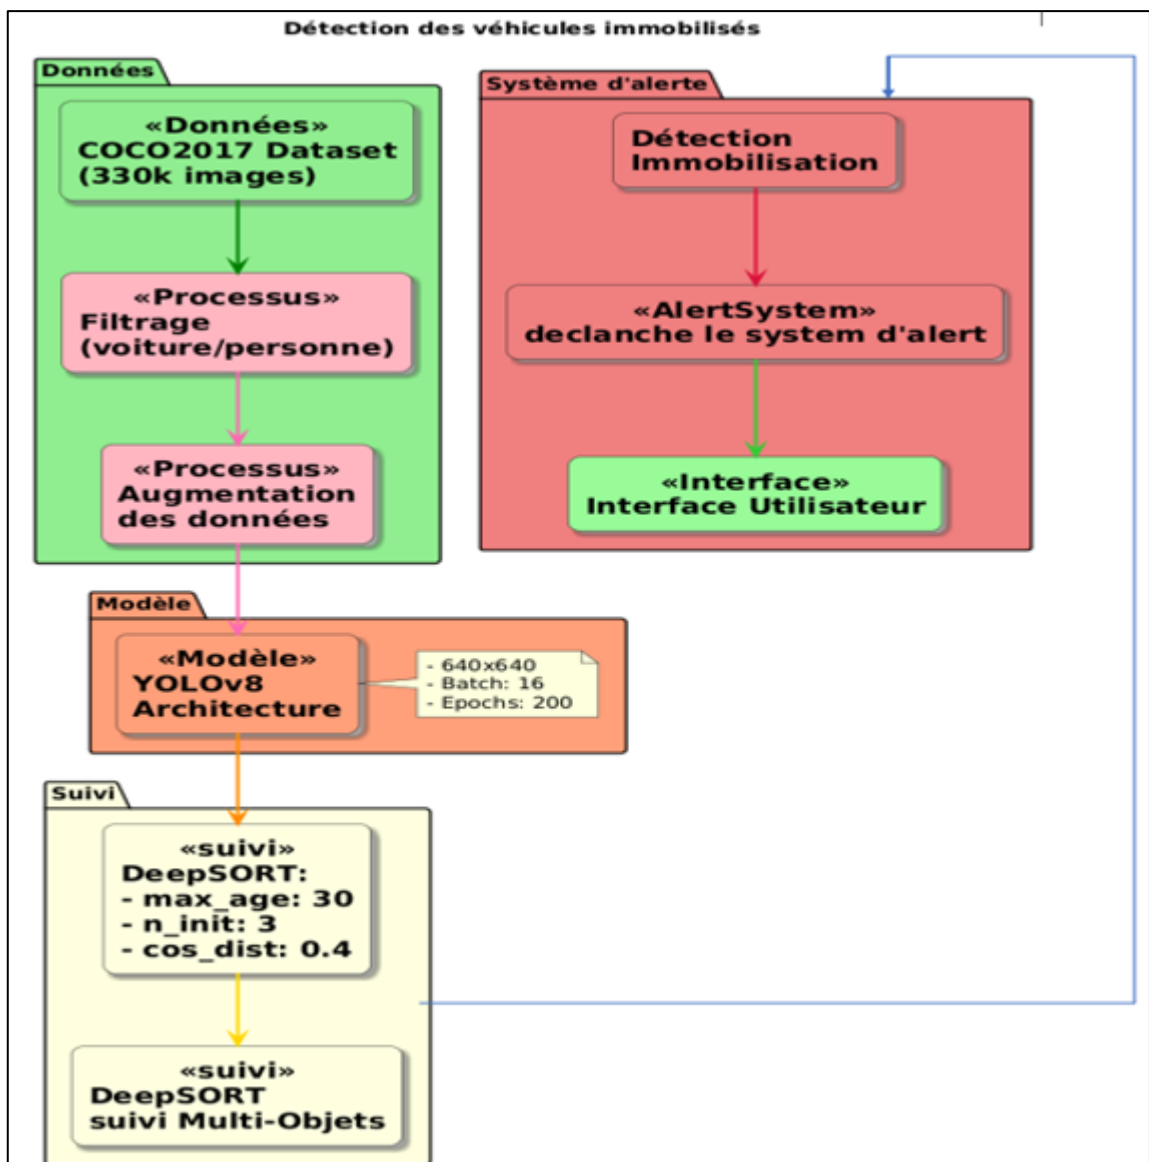 Détection des véhicules immobilisés
Données
«Données»
COCO2017 Dataset
(330k images)
«Processus»
Filtrage
(voiture/personne)
«Processus»
Augmentation
des données
Système d'alerte
Détection
Immobilisation
«AlertSystem»
declanche le system d'alert
«Interface»
Interface Utilisateur
Modèle
«Modèle»
YOLOv8
Architecture
- 640x640
- Batch: 16
- Epochs: 200
Suivi
«suivi»
DeepSORT:
- max_age: 30
- n_init: 3
- cos_dist: 0.4
«suivi»
DeepSORT
suivi Multi-Objets